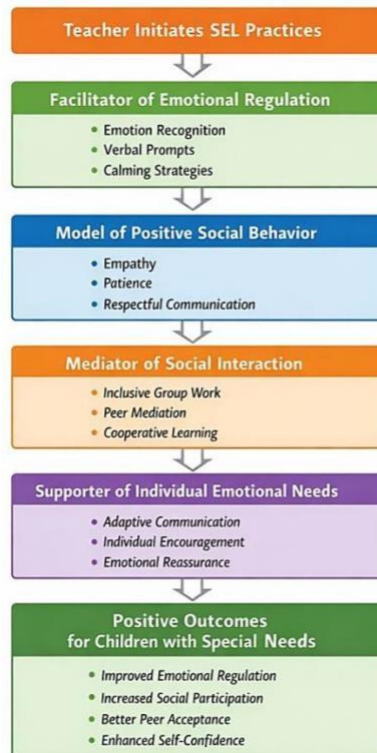 Teacher Initiates SEL Practices
Facilitator of Emotional Regulation
• Emotion Recognition
• Verbal Prompts
• Calming Strategies
Model of Positive Social Behavior
• Empathy
• Patience
• Respectful Communication
Mediator of Social Interaction
• Inclusive Group Work
• Peer Mediation
• Cooperative Learning
Supporter of Individual Emotional Needs
• Adaptive Communication
• Individual Encouragement
• Emotional Reassurance
Positive Outcomes
for Children with Special Needs
• Improved Emotional Regulation
• Increased Social Participation
• Better Peer Acceptance
• Enhanced Self-Confidence